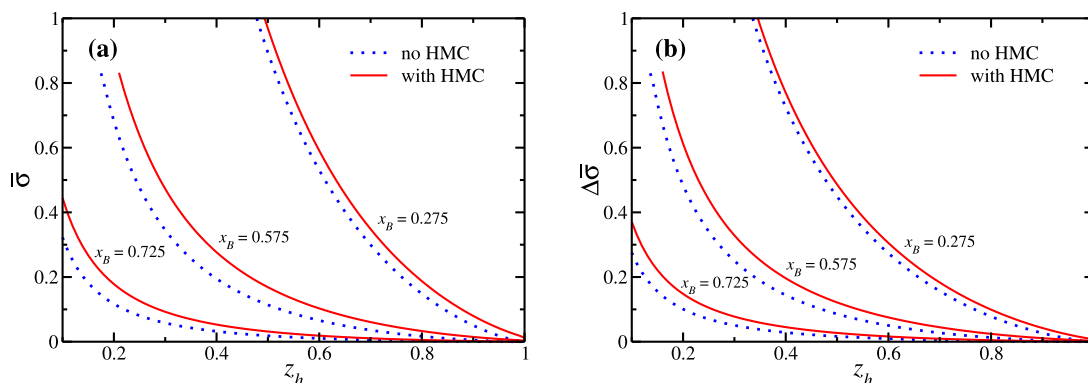 (a)
no HMC
with HMC
σ̅
1
0.8
0.6
0.4
0.2
0
x_B = 0.275
x_B = 0.575
x_B = 0.725
0.2 0.4 0.6 0.8 1
z_h
(b)
no HMC
with HMC
Δσ̅
1
0.8
0.6
0.4
0.2
0
x_B = 0.275
x_B = 0.575
x_B = 0.725
0.2 0.4 0.6 0.8
z_h